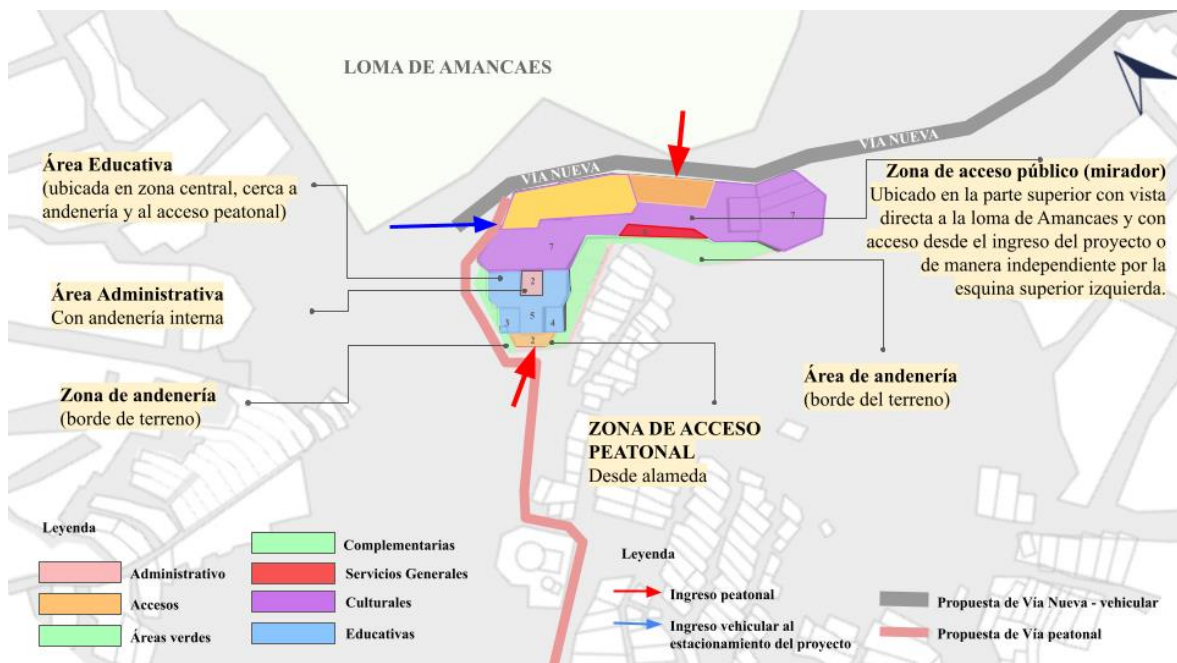 LOMA DE AMANCAES
VÍA NUEVA
VÍA NUEVA
Área Educativa
(ubicada en zona central, cerca a
andenería y al acceso peatonal)
Área Administrativa
Con andenería interna
Zona de andenería
(borde de terreno)
Zona de acceso público (mirador)
Ubicado en la parte superior con vista
directa a la loma de Amancaes y con
acceso desde el ingreso del proyecto o
de manera independiente por la
esquina superior izquierda.
Área de andenería
(borde del terreno)
ZONA DE ACCESO
PEATONAL
Desde alameda
7
7
2
3
5
4
2
Leyenda
Administrativo
Accesos
Áreas verdes
Complementarias
Servicios Generales
Culturales
Educativas
Leyenda
Ingreso peatonal
Ingreso vehicular al
estacionamiento del proyecto
Propuesta de Vía Nueva - vehicular
Propuesta de Vía peatonal